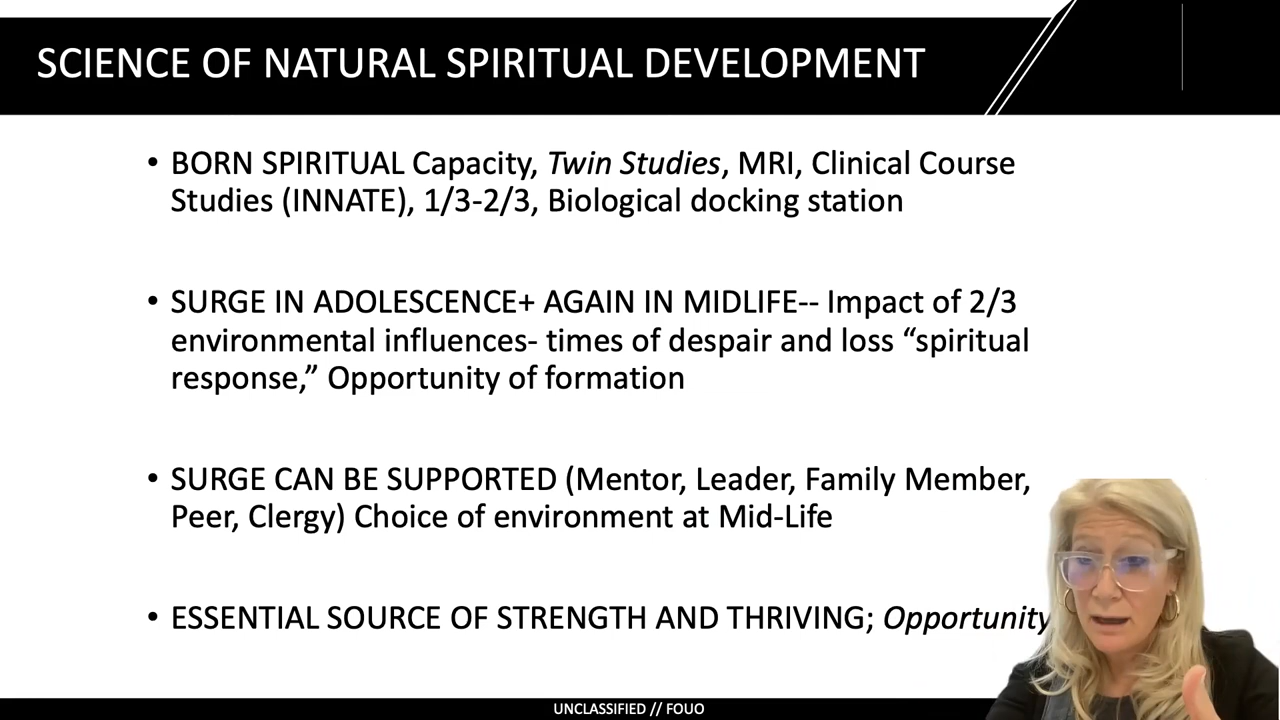 SCIENCE OF NATURAL SPIRITUAL DEVELOPMENT
• BORN SPIRITUAL Capacity, Twin Studies, MRI, Clinical Course
Studies (INNATE), 1/3-2/3, Biological docking station
• SURGE IN ADOLESCENCE+ AGAIN IN MIDLIFE-- Impact of 2/3
environmental influences- times of despair and loss “spiritual
response,” Opportunity of formation
• SURGE CAN BE SUPPORTED (Mentor, Leader, Family Member,
Peer, Clergy) Choice of environment at Mid-Life
• ESSENTIAL SOURCE OF STRENGTH AND THRIVING; Opportunity
UNCLASSIFIED // FOUO